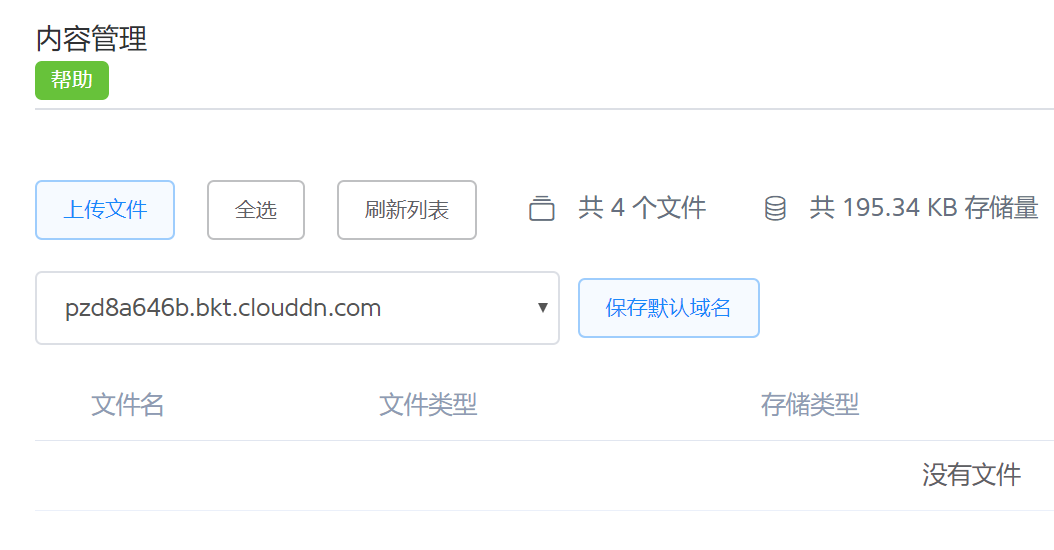 内容管理
帮助
上传文件 全选 刷新列表 共 4 个文件 共 195.34 KB 存储量
pzd8a646b.bkt.clouddn.com 保存默认域名
文件名 文件类型 存储类型
没有文件